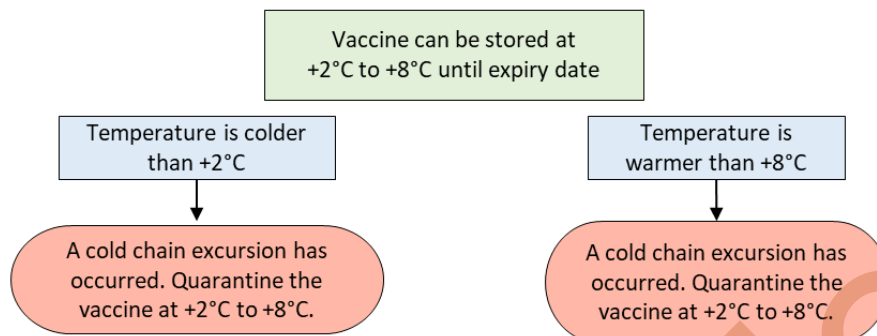 Vaccine can be stored at
+2°C to +8°C until expiry date
Temperature is colder
than +2°C
Temperature is
warmer than +8°C
A cold chain excursion has
occurred. Quarantine the
vaccine at +2°C to +8°C.
A cold chain excursion has
occurred. Quarantine the
vaccine at +2°C to +8°C.